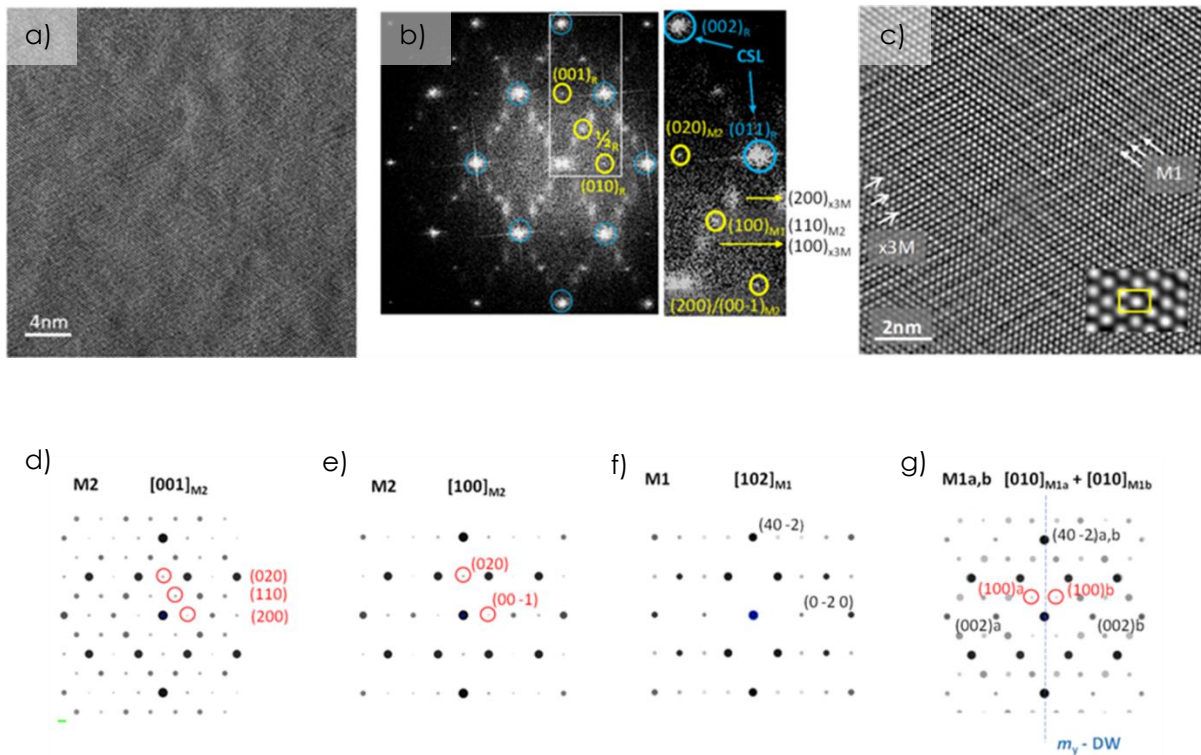 a)
4nm
b)
(001)R
½R
(010)R
(002)R
CSL
(020)M2
(011)R
(200)x3M
(100)M1
(110)M2
(100)x3M
(200)/(00-1)M2
c)
M1
x3M
2nm
d)
M2 [001]M2
(020)
(110)
(200)
e)
M2 [100]M2
(020)
(00 -1)
f)
M1 [102]M1
(40 -2)
(0 -2 0)
g)
M1a,b [010]M1a + [010]M1b
(40 -2)a,b
(100)a (100)b
(002)a (002)b
my - DW